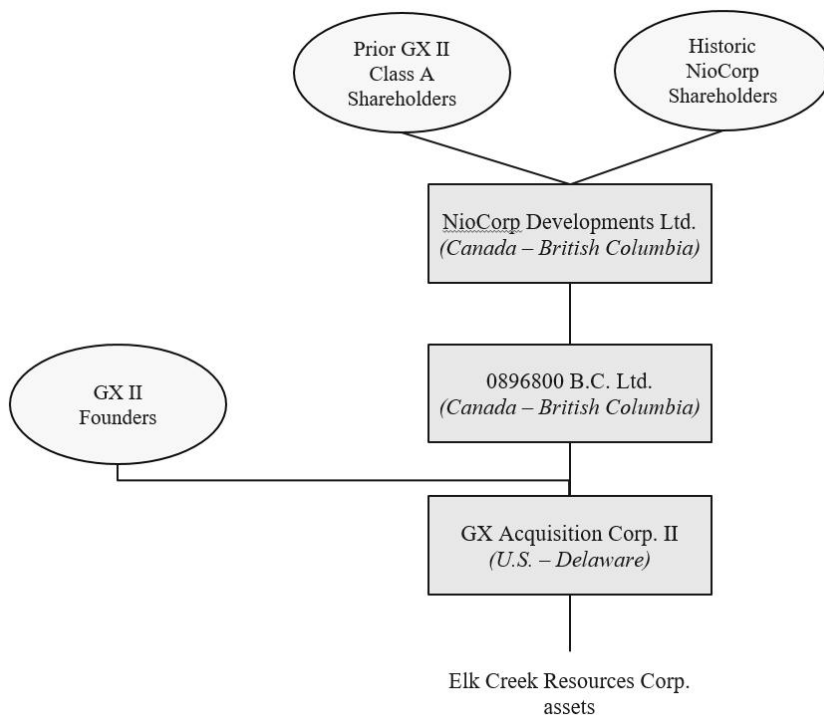 Prior GX II
Class A
Shareholders
Historic
NioCorp
Shareholders
NioCorp Developments Ltd.
(Canada – British Columbia)
0896800 B.C. Ltd.
(Canada – British Columbia)
GX II
Founders
GX Acquisition Corp. II
(U.S. – Delaware)
Elk Creek Resources Corp.
assets